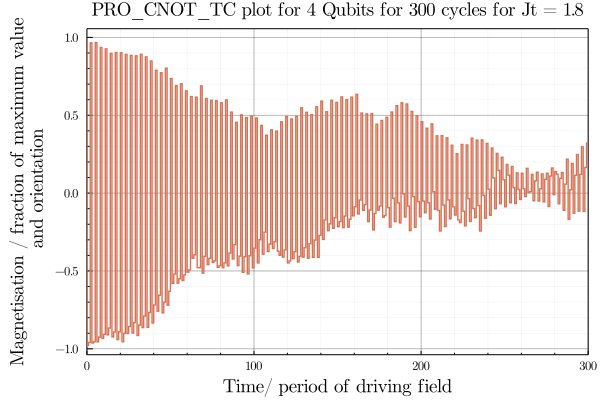 PRO_CNOT_TC plot for 4 Qubits for 300 cycles for Jt = 1.8
Magnetisation / fraction of maximum value
and orientation
1.0
0.5
0.0
−0.5
−1.0
0
100
200
300
Time/ period of driving field